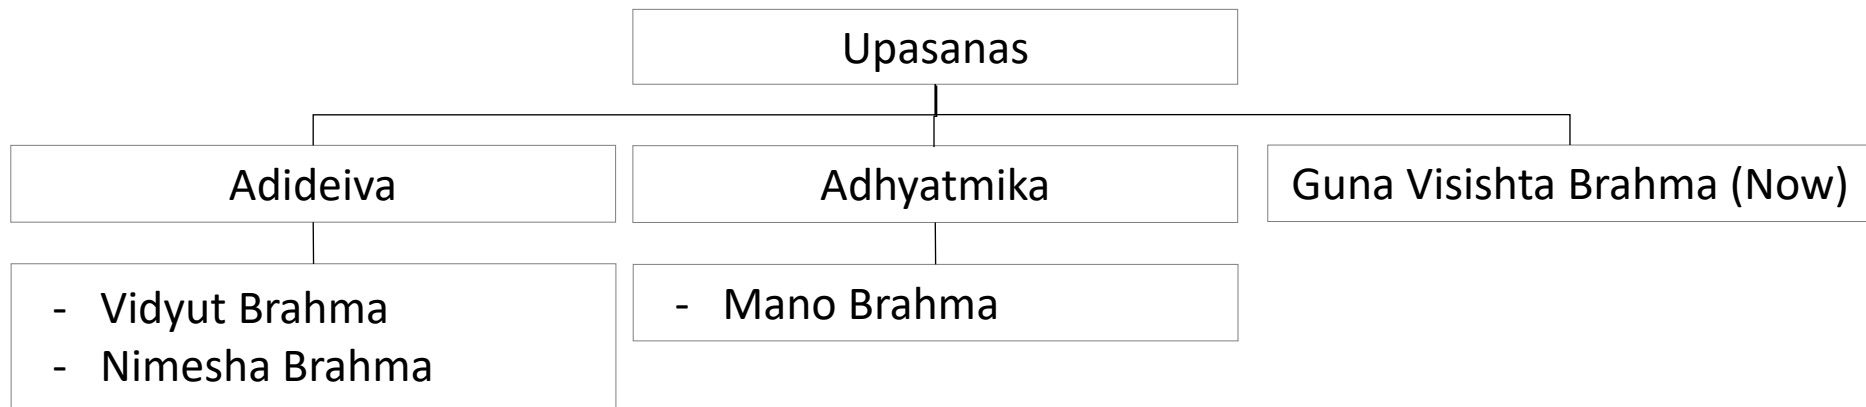 Upasanas
Adideiva
Adhyatmika
Guna Visishta Brahma (Now)
- Vidyut Brahma
- Nimesha Brahma
- Mano Brahma